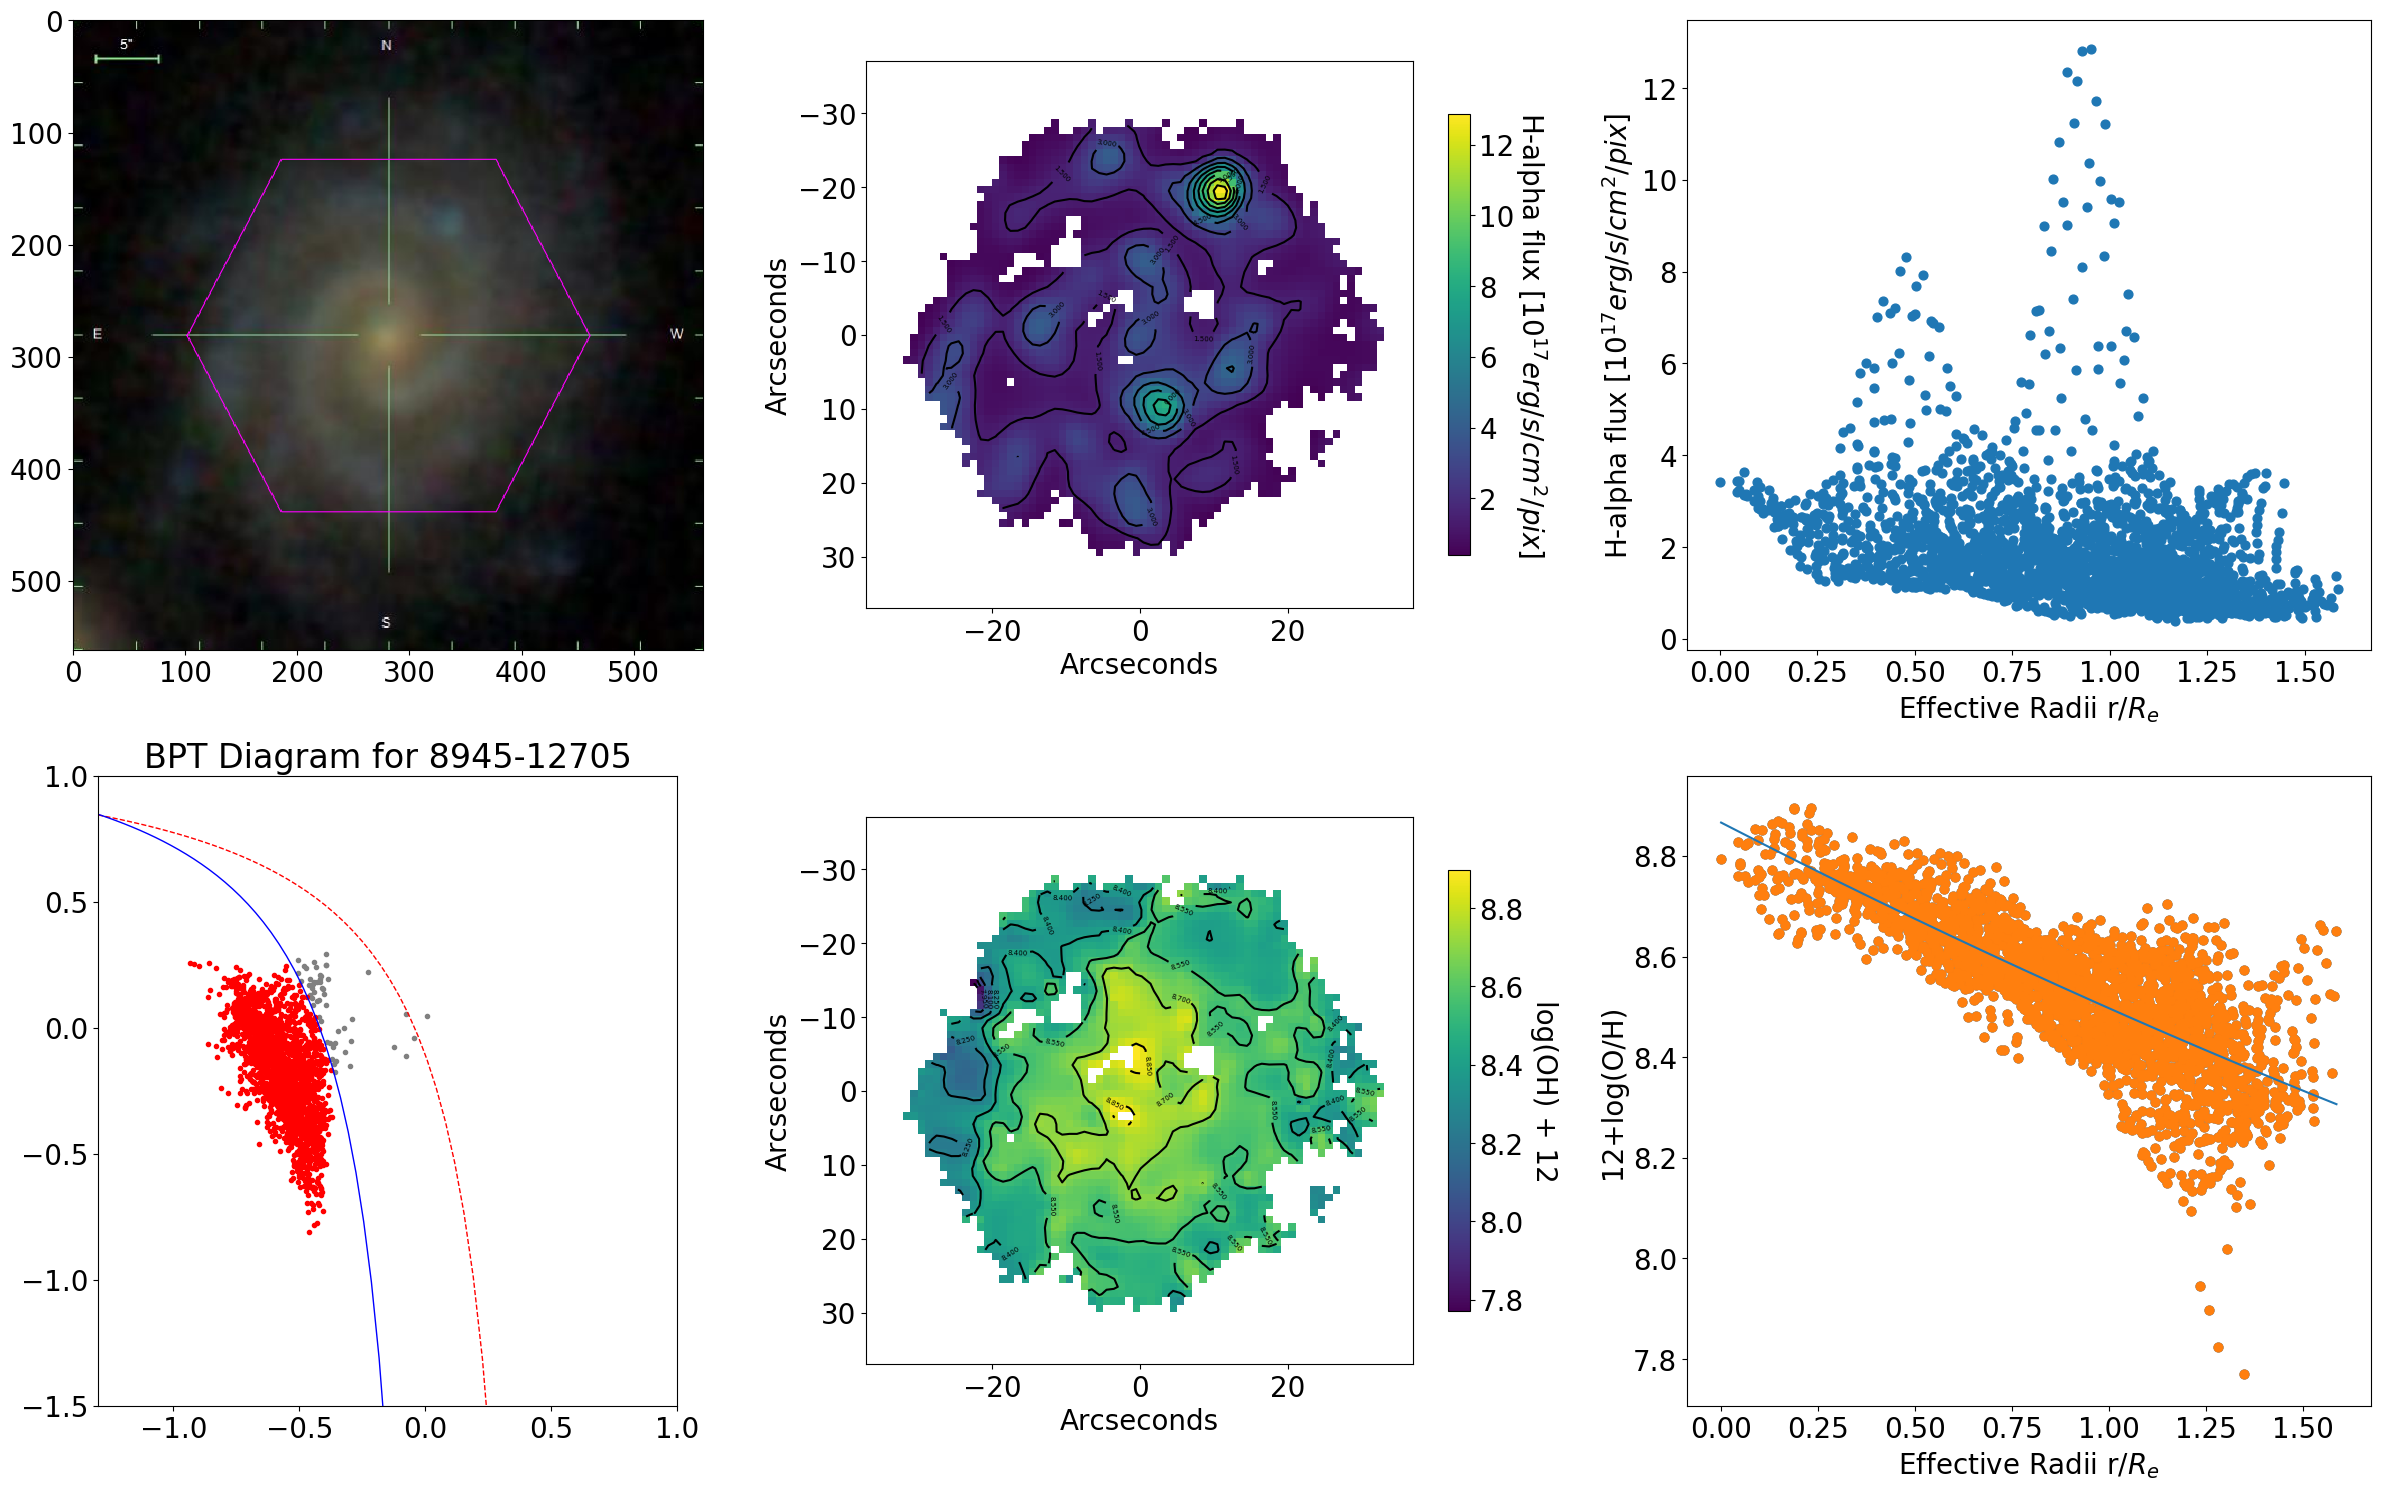 0
100
200
300
400
500
0 100 200 300 400 500
5"
N
E
W
S
−30
−20
−10
0
10
20
30
−20 0 20
Arcseconds
Arcseconds
12
10
8
6
4
2
H-alpha flux [10^17 erg/s/cm^2/pix]
12
10
8
6
4
2
0
0.00 0.25 0.50 0.75 1.00 1.25 1.50
H-alpha flux [10^17 erg/s/cm^2/pix]
Effective Radii r/R_e
BPT Diagram for 8945-12705
1.0
0.5
0.0
−0.5
−1.0
−1.5
−1.0 −0.5 0.0 0.5 1.0
−30
−20
−10
0
10
20
30
−20 0 20
Arcseconds
Arcseconds
8.8
8.6
8.4
8.2
8.0
7.8
log(OH) + 12
8.8
8.6
8.4
8.2
8.0
7.8
0.00 0.25 0.50 0.75 1.00 1.25 1.50
12+log(O/H)
Effective Radii r/R_e